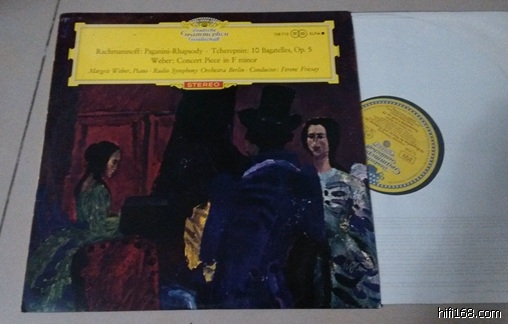 Deutsche
Grammophon
Gesellschaft
Rachmaninoff: Paganini-Rhapsody · Tcherepnin: 10 Bagatelles, Op. 5
Weber: Concert Piece in F minor
Margrit Weber, Piano · Radio Symphony Orchestra Berlin · Conductor: Ferenc Fricsay
STEREO
hifi168.com